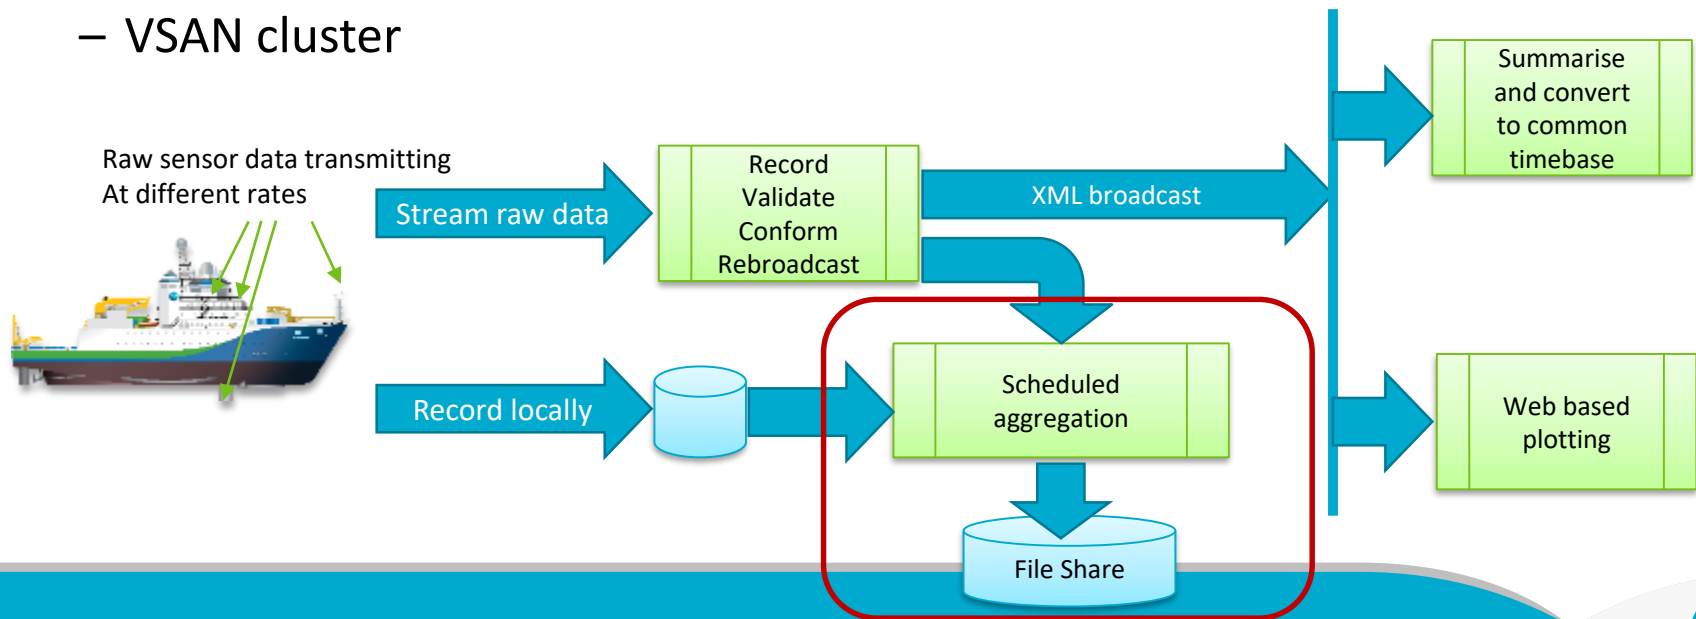 – VSAN cluster
Raw sensor data transmitting
At different rates
Stream raw data
Record
Validate
Conform
Rebroadcast
XML broadcast
Summarise
and convert
to common
timebase
Record locally
Scheduled
aggregation
Web based
plotting
File Share